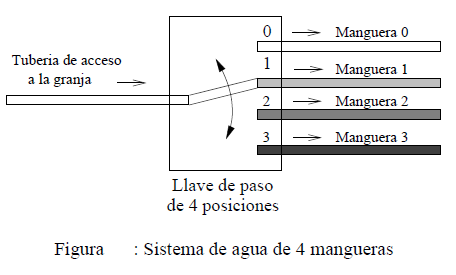 0 Manguera 0
Tuberia de acceso
a la granja
1 Manguera 1
2 Manguera 2
3 Manguera 3
Llave de paso
de 4 posiciones
Figura : Sistema de agua de 4 mangueras